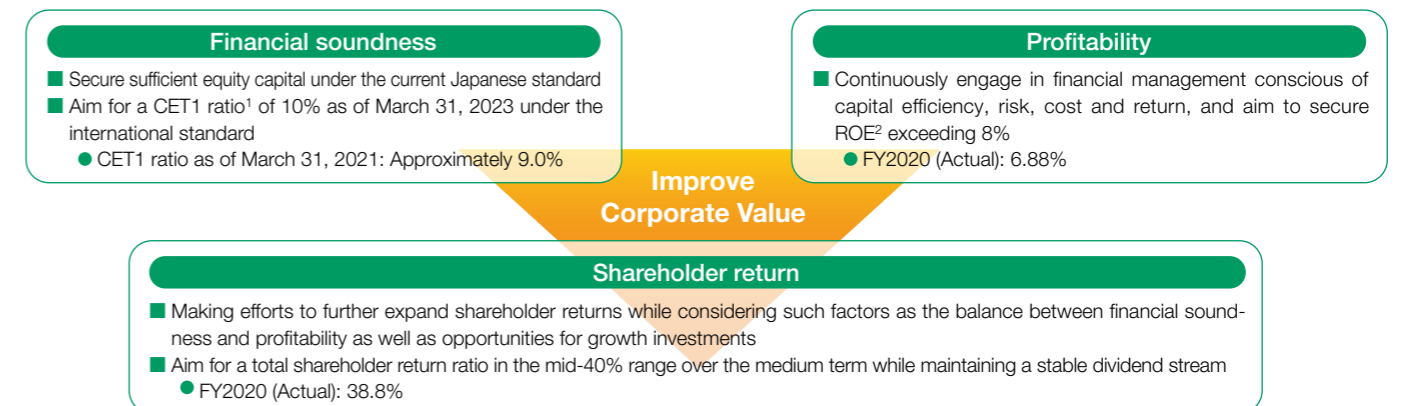 Financial soundness
■ Secure sufficient equity capital under the current Japanese standard
■ Aim for a CET1 ratio¹ of 10% as of March 31, 2023 under the
international standard
● CET1 ratio as of March 31, 2021: Approximately 9.0%
Profitability
■ Continuously engage in financial management conscious of
capital efficiency, risk, cost and return, and aim to secure
ROE² exceeding 8%
● FY2020 (Actual): 6.88%
Improve
Corporate Value
Shareholder return
■ Making efforts to further expand shareholder returns while considering such factors as the balance between financial sound-
ness and profitability as well as opportunities for growth investments
■ Aim for a total shareholder return ratio in the mid-40% range over the medium term while maintaining a stable dividend stream
● FY2020 (Actual): 38.8%